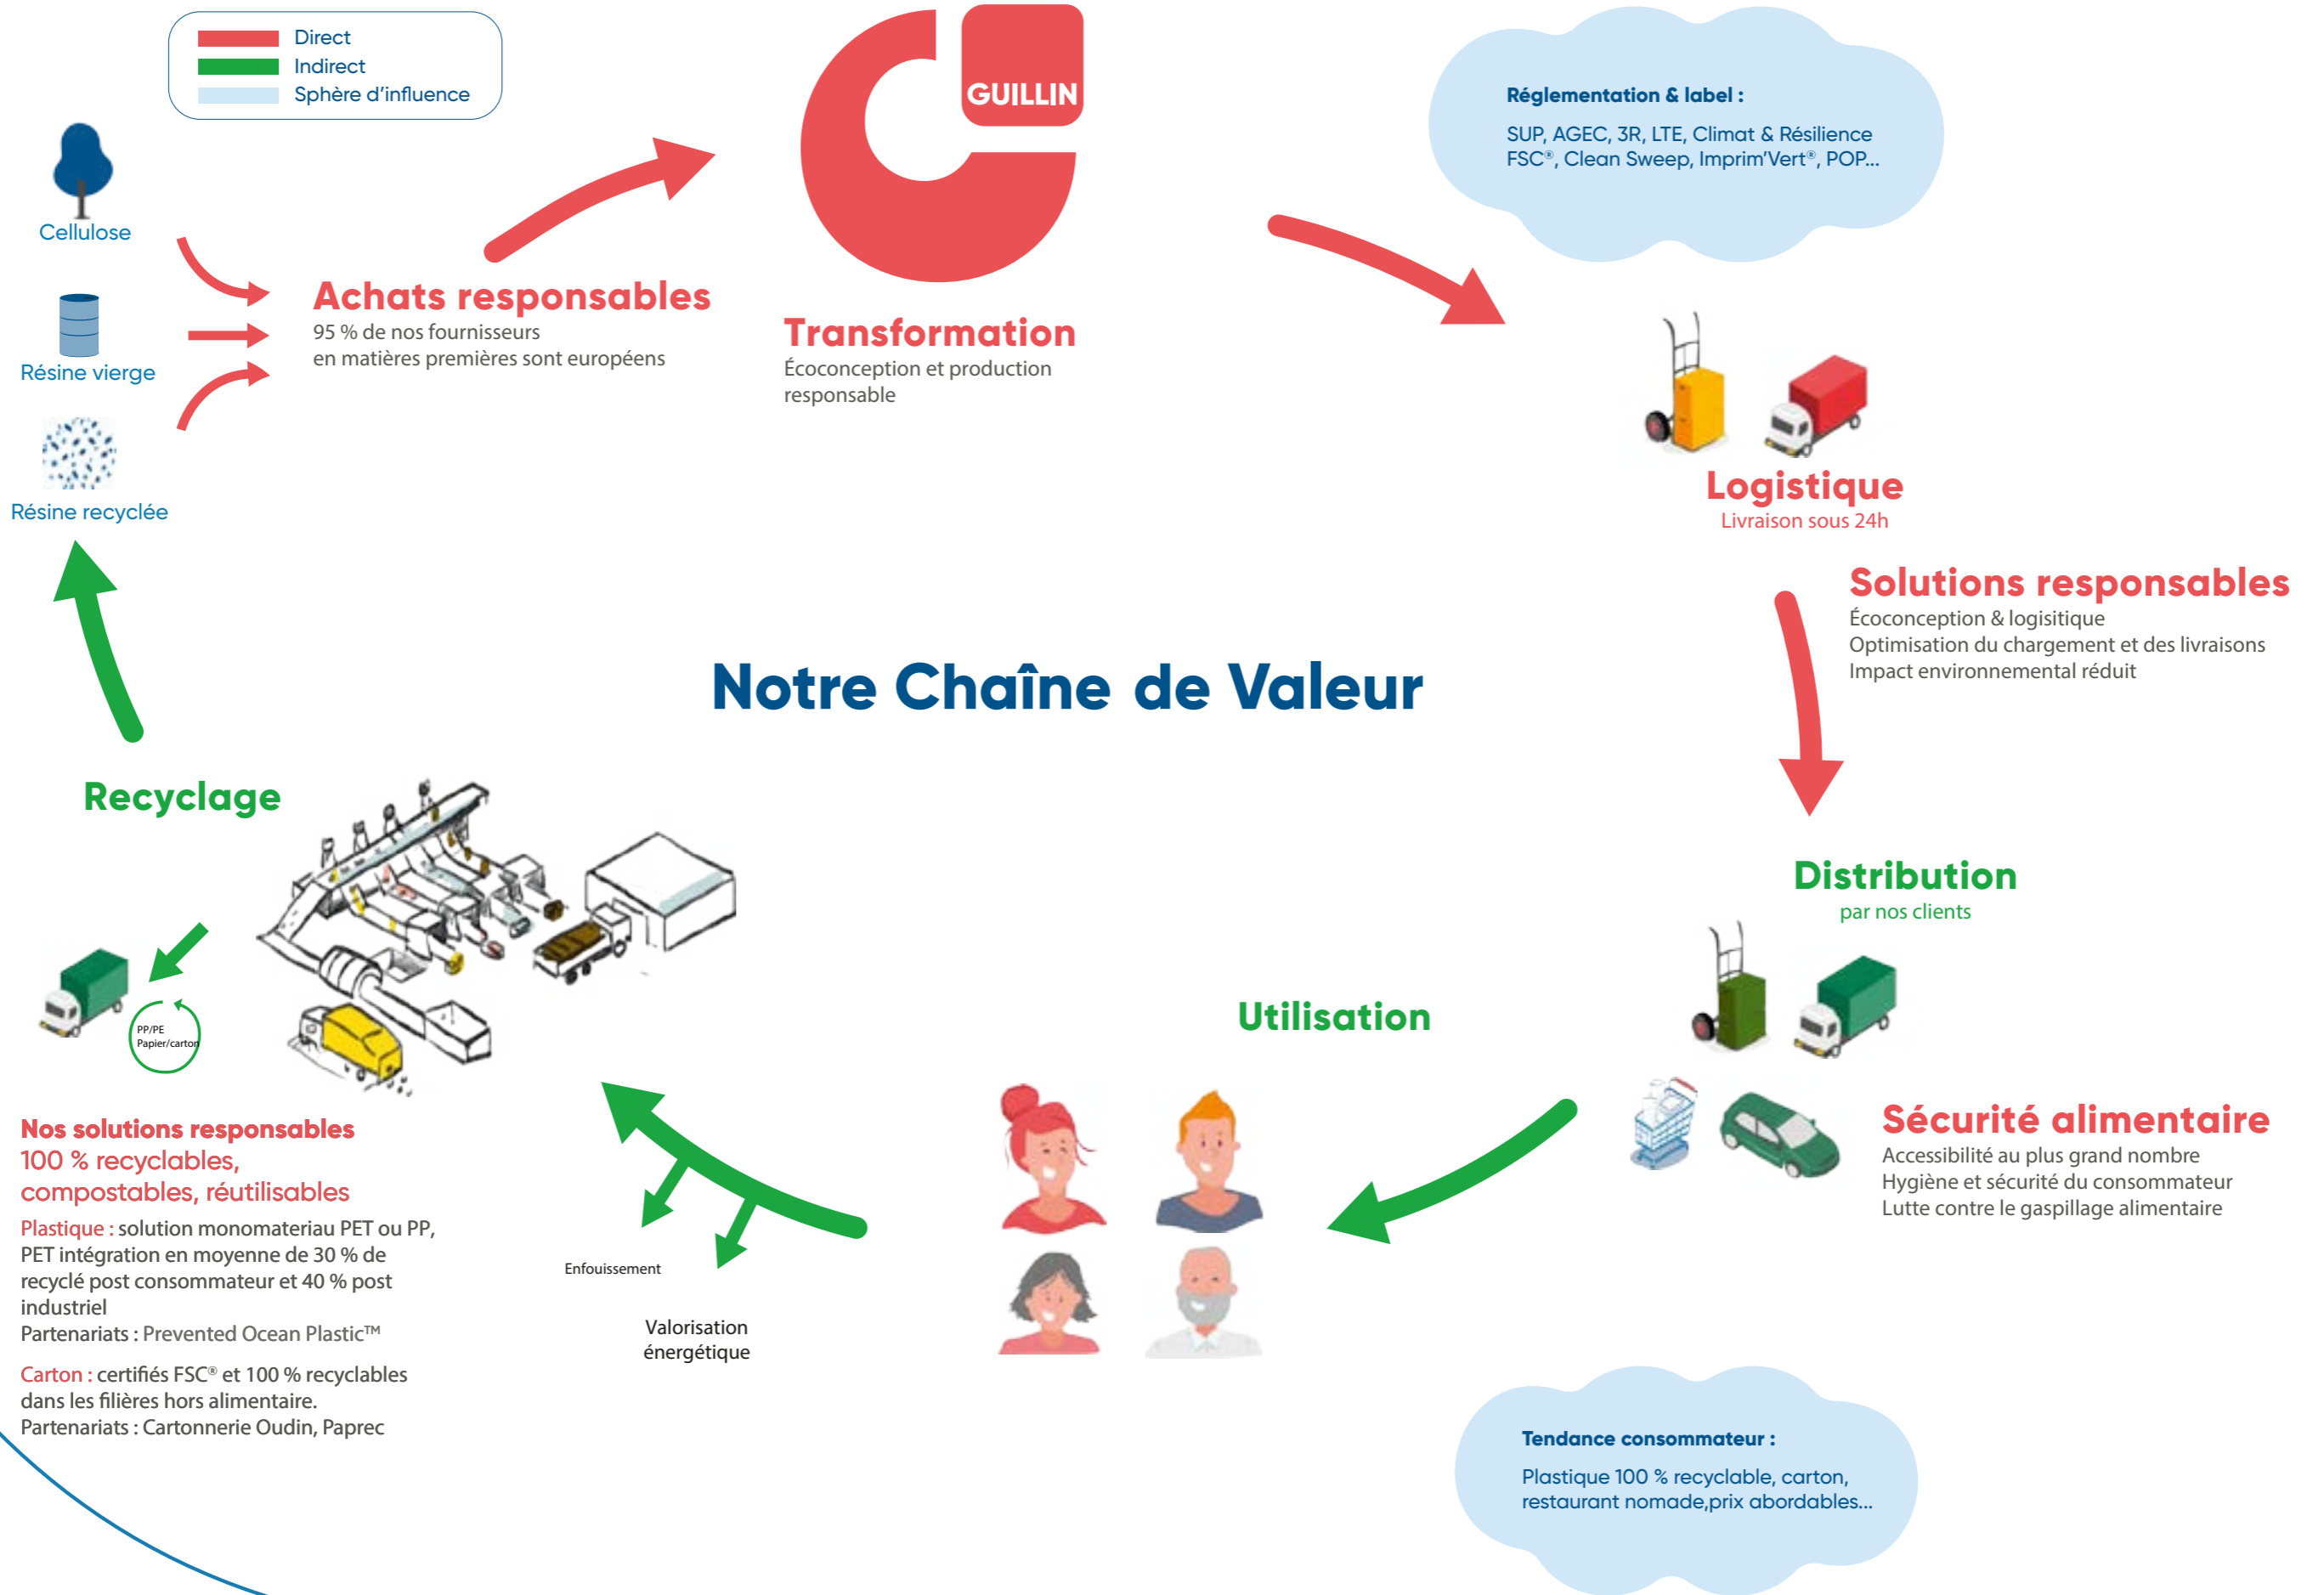 Direct
Indirect
Sphère d'influence
GUILLIN
Réglementation & label :
SUP, AGEC, 3R, LTE, Climat & Résilience
FSC®, Clean Sweep, Imprim'Vert®, POP...
Cellulose
Résine vierge
Résine recyclée
Achats responsables
95 % de nos fournisseurs
en matières premières sont européens
Transformation
Écoconception et production
responsable
Logistique
Livraison sous 24h
Solutions responsables
Écoconception & logisitique
Optimisation du chargement et des livraisons
Impact environnemental réduit
Notre Chaîne de Valeur
Distribution
par nos clients
Sécurité alimentaire
Accessibilité au plus grand nombre
Hygiène et sécurité du consommateur
Lutte contre le gaspillage alimentaire
Utilisation
Recyclage
PP/PE
Papier/carton
Enfouissement
Valorisation
énergétique
Nos solutions responsables
100 % recyclables,
compostables, réutilisables
Plastique : solution monomateriau PET ou PP,
PET intégration en moyenne de 30 % de
recyclé post consommateur et 40 % post
industriel
Partenariats : Prevented Ocean Plastic™
Carton : certifiés FSC® et 100 % recyclables
dans les filières hors alimentaire.
Partenariats : Cartonnerie Oudin, Paprec
Tendance consommateur :
Plastique 100 % recyclable, carton,
restaurant nomade,prix abordables...